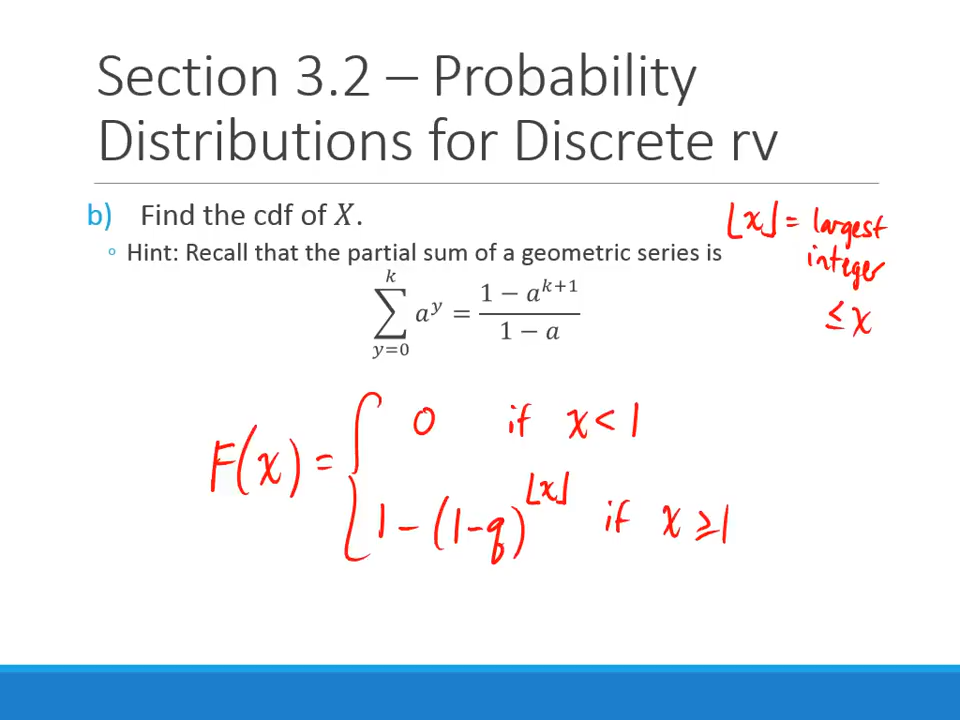 Section 3.2 – Probability
Distributions for Discrete rv
b) Find the cdf of X.
Hint: Recall that the partial sum of a geometric series is
∑_{y=0}^{k} a^y = (1 − a^{k+1}) / (1 − a)
⌊x⌋ = largest
integer
≤ x
F(x) = { 0 if x < 1
1 − (1−q)^{⌊x⌋} if x ≥ 1